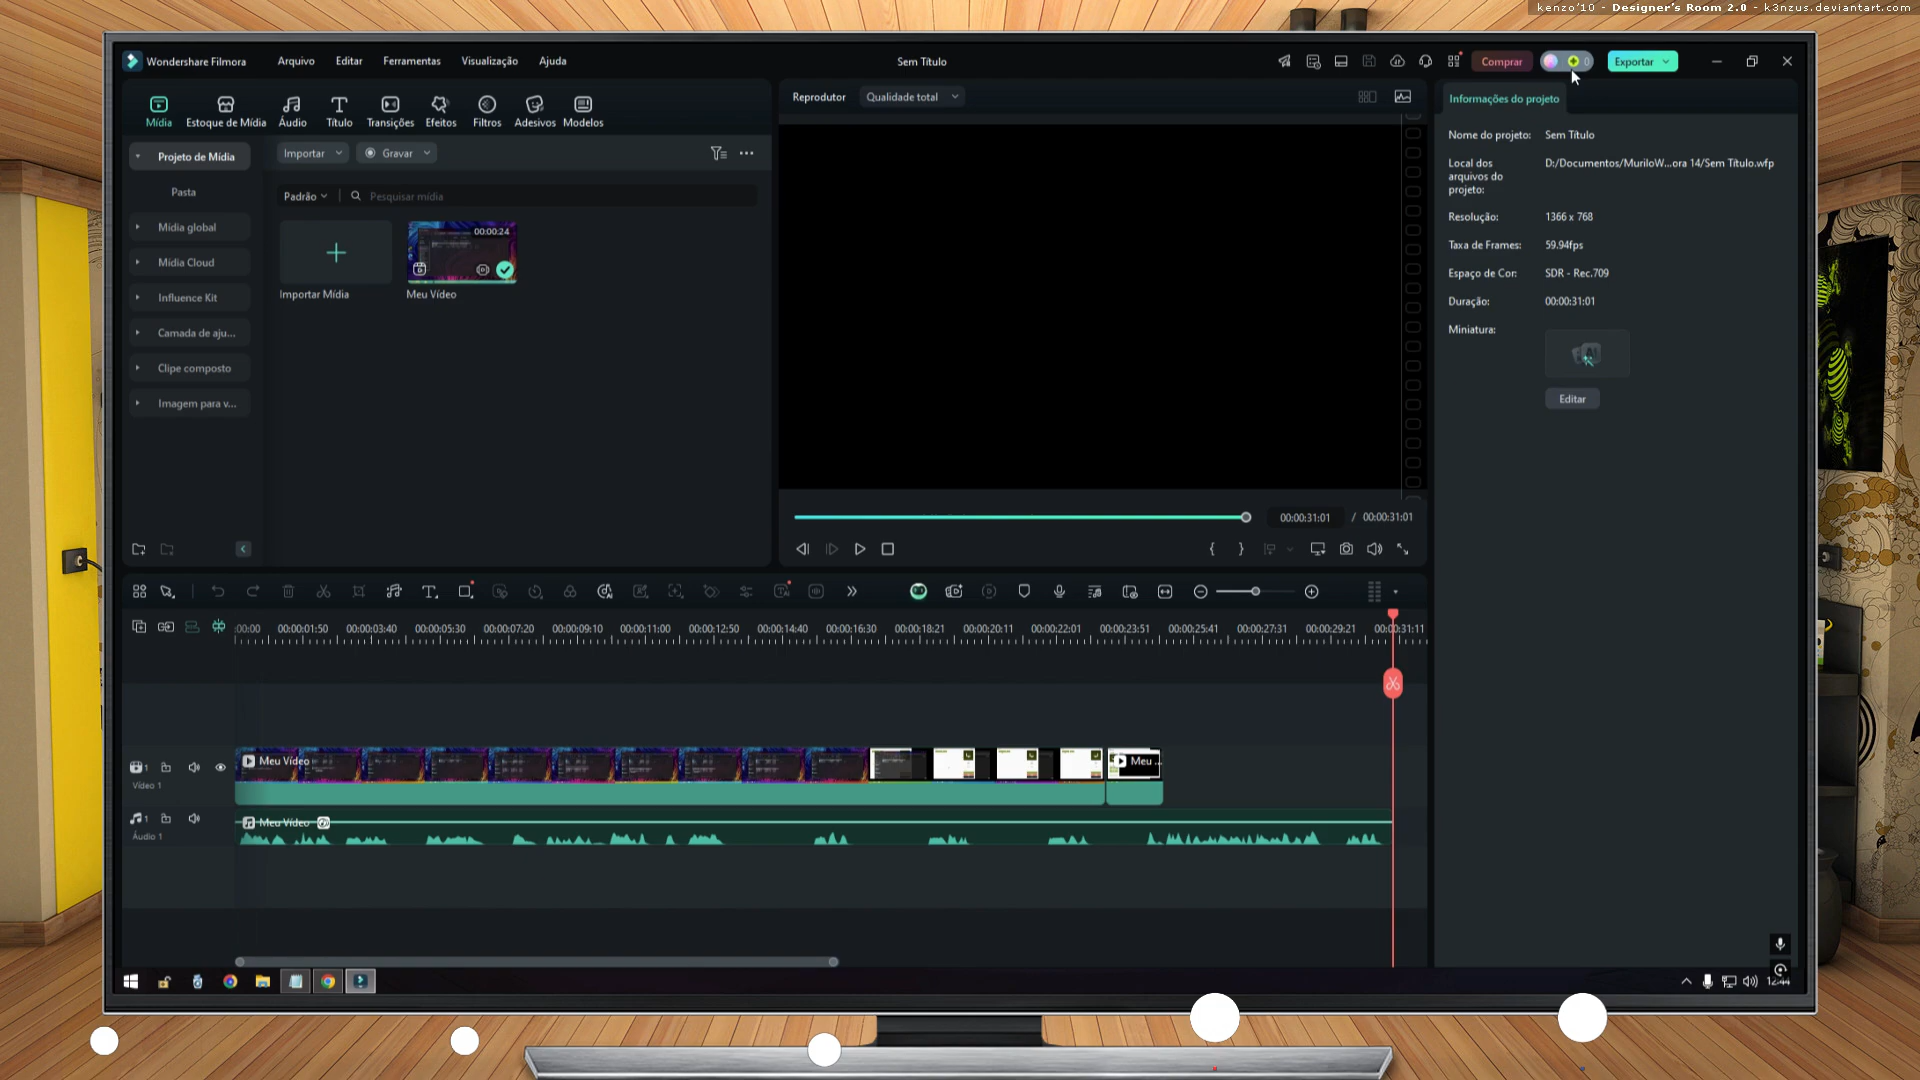 kenzo'10 - Designer's Room 2.0 - k3nzus.deviantart.com
Wondershare Filmora
Arquivo
Editar
Ferramentas
Visualização
Ajuda
Sem Título
Comprar
0
Exportar
Mídia
Estoque de Mídia
Áudio
Título
Transições
Efeitos
Filtros
Adesivos
Modelos
Projeto de Mídia
Pasta
Mídia global
Mídia Cloud
Influence Kit
Camada de aju...
Clipe composto
Imagem para v...
Importar
Gravar
Padrão
Pesquisar mídia
Importar Mídia
00:00:24
Meu Vídeo
Reprodutor
Qualidade total
00:00:31:01 / 00:00:31:01
Informações do projeto
Nome do projeto: Sem Título
Local dos arquivos do projeto: D:/Documentos/MuriloW...ora 14/Sem Título.wfp
Resolução: 1366 x 768
Taxa de Frames: 59.94fps
Espaço de Cor: SDR - Rec.709
Duração: 00:00:31:01
Miniatura:
Editar
:00:00 00:00:01:50 00:00:03:40 00:00:05:30 00:00:07:20 00:00:09:10 00:00:11:00 00:00:12:50 00:00:14:40 00:00:16:30 00:00:18:21 00:00:20:11 00:00:22:01 00:00:23:51 00:00:25:41 00:00:27:31 00:00:29:21 00:00:31:11
1
Vídeo 1
Meu Vídeo
Meu ...
1
Áudio 1
Meu Vídeo
12:44